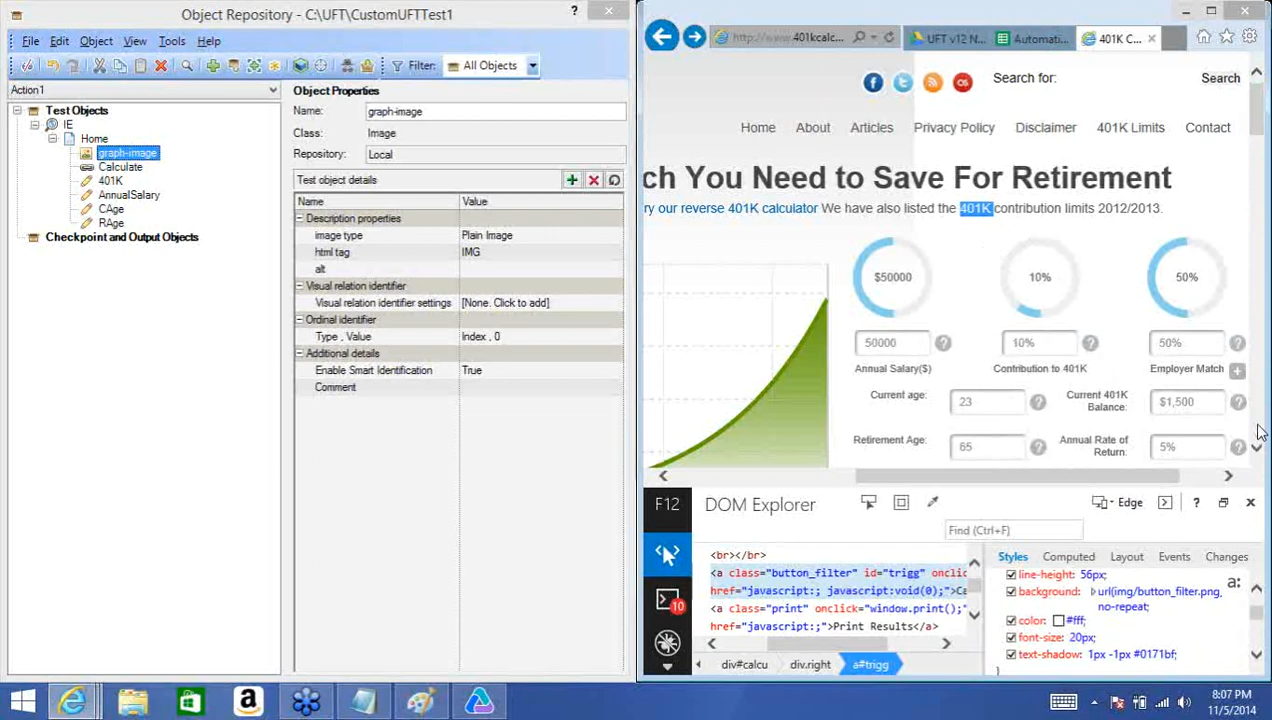 Object Repository - C:\UFT\CustomUFTTest1
?
File Edit Object View Tools Help
Filter: All Objects
Action1
Test Objects
IE
Home
graph-image
Calculate
401K
AnnualSalary
CAge
RAge
Checkpoint and Output Objects
Object Properties
Name: graph-image
Class: Image
Repository: Local
Test object details
Name Value
Description properties
image type Plain Image
html tag IMG
alt
Visual relation identifier
Visual relation identifier settings [None. Click to add]
Ordinal identifier
Type , Value Index , 0
Additional details
Enable Smart Identification True
Comment
http://www.401kcalc... UFT v12 N... Automati... 401K C...
Search for: Search
Home About Articles Privacy Policy Disclaimer 401K Limits Contact
ch You Need to Save For Retirement
ry our reverse 401K calculator We have also listed the 401K contribution limits 2012/2013.
$50000 10% 50%
50000 ? 10% ? 50% ?
Annual Salary($) Contribution to 401K Employer Match +
Current age: 23 ? Current 401K Balance: $1,500 ?
Retirement Age: 65 ? Annual Rate of Return: 5% ?
F12 DOM Explorer Edge ?
Find (Ctrl+F)
<br></br>
<a class="button_filter" id="trigg" onclic
href="javascript:; javascript:void(0);">Ca
<a class="print" onclick="window.print();"
href="javascript:;">Print Results</a>
10
div#calcu div.right a#trigg
Styles Computed Layout Events Changes
line-height: 56px;
a:
background: url(img/button_filter.png,
no-repeat;
color: #fff;
font-size: 20px;
text-shadow: 1px -1px #0171bf;
}
8:07 PM
11/5/2014